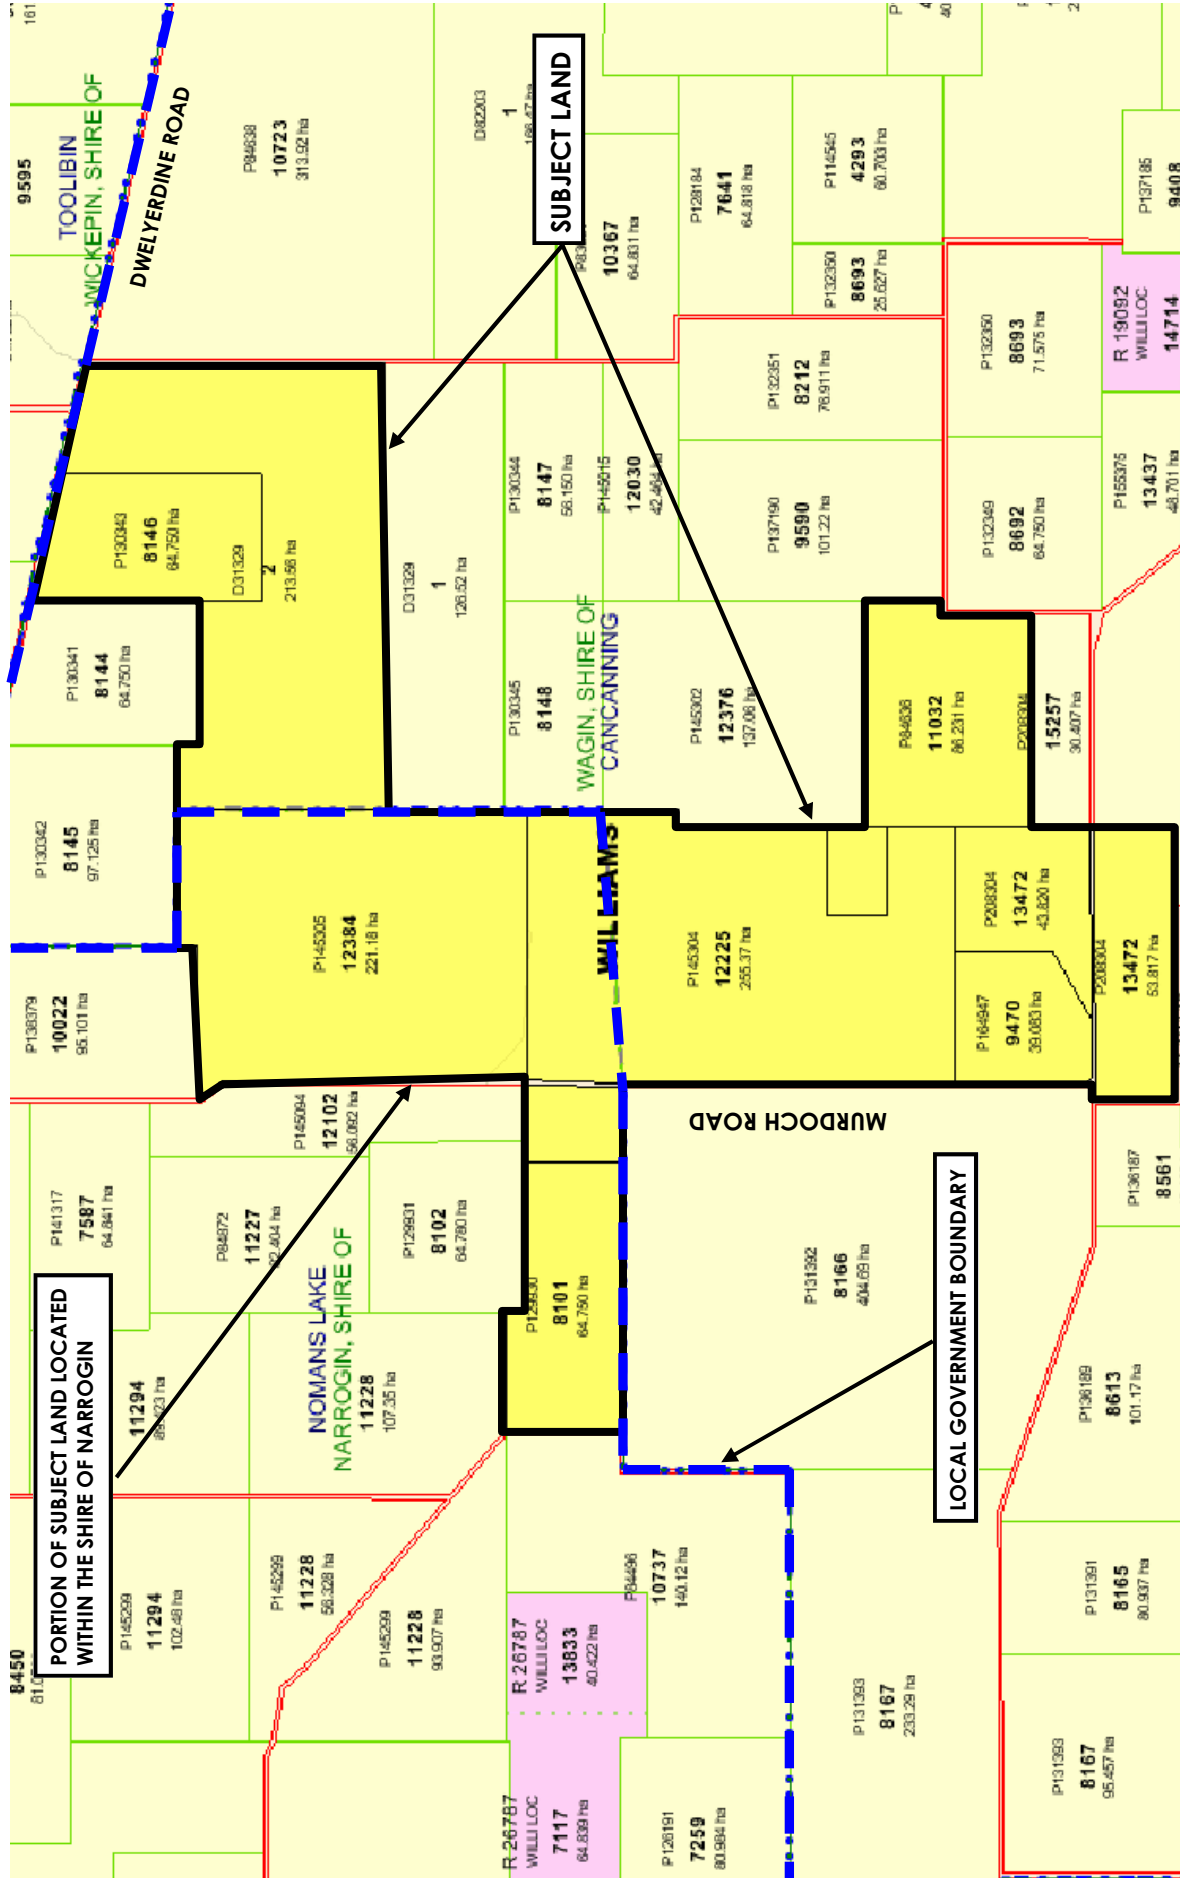 PORTION OF SUBJECT LAND LOCATED
WITHIN THE SHIRE OF NARROGIN
SUBJECT LAND
LOCAL GOVERNMENT BOUNDARY
DWELYERDINE ROAD
MURDOCH ROAD
TOOLIBIN
WICKEPIN, SHIRE OF
NOMANS LAKE
NARROGIN, SHIRE OF
WAGIN, SHIRE OF
CANCANNING
WILLIAMS
8450
P145299
11294
102.48 ha
11294
P145299
11228
56.328 ha
P145299
11228
93.907 ha
11228
107.35 ha
P141317
7587
64.841 ha
P84872
11227
P145094
12102
56.092 ha
P129931
8102
64.780 ha
P129930
8101
64.750 ha
P138379
10022
95.101 ha
P130342
8145
97.125 ha
P130341
8144
64.750 ha
P130343
8146
64.750 ha
D31329
2
213.56 ha
D31329
1
126.52 ha
P145305
12384
221.18 ha
P145304
12225
255.37 ha
P130345
8148
P130344
8147
56.150 ha
P145015
12030
P145302
12376
137.06 ha
P137190
9590
101.22 ha
P132351
8212
76.911 ha
P84636
11032
86.231 ha
P208304
15257
30.407 ha
P208304
13472
43.820 ha
P208304
13472
53.817 ha
P164947
9470
39.083 ha
9595
161
P84638
10723
313.92 ha
D82203
1
10367
64.831 ha
P128184
7641
64.818 ha
P114545
4293
60.703 ha
P132350
8693
25.627 ha
P132350
8693
71.575 ha
P132349
8692
64.750 ha
P155375
13437
48.701 ha
R 19092
WILLI LOC
14714
P137185
9408
P131392
8166
404.69 ha
P136187
8561
P136189
8613
101.17 ha
P131391
8165
80.937 ha
P131393
8167
95.457 ha
P131393
8167
233.29 ha
P84496
10737
140.12 ha
R 26787
WILLI LOC
13833
40.422 ha
R 26787
WILLI LOC
7117
64.839 ha
P126191
7259
80.984 ha